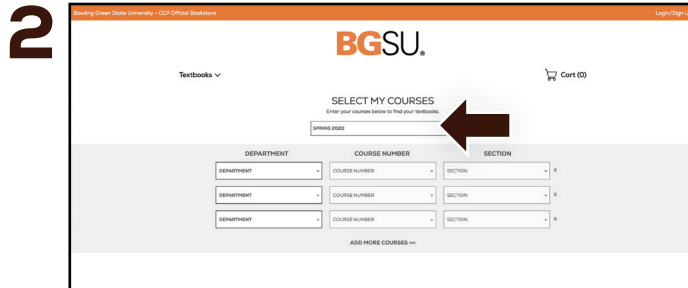 2
Bowling Green State University - CCP Official Bookstore
Login/Sign U
BGSU®
Textbooks
Cart (0)
SELECT MY COURSES
Enter your courses below to find your textbooks.
SPRING 2022
DEPARTMENT COURSE NUMBER SECTION
DEPARTMENT COURSE NUMBER SECTION X
DEPARTMENT COURSE NUMBER SECTION X
DEPARTMENT COURSE NUMBER SECTION X
ADD MORE COURSES >>>